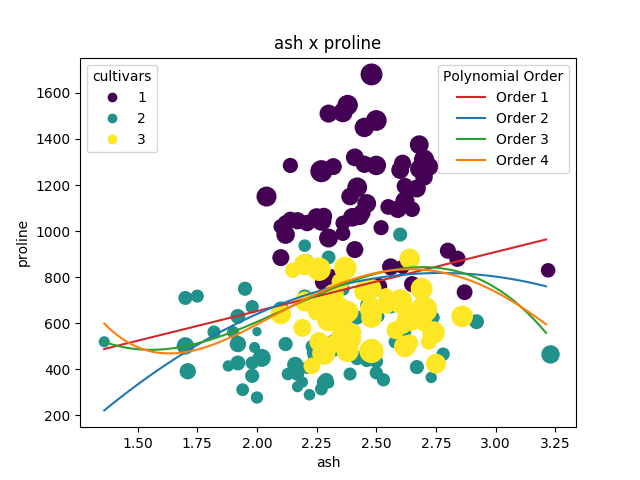 ash x proline
cultivars
1
2
3
Polynomial Order
Order 1
Order 2
Order 3
Order 4
proline
1600
1400
1200
1000
800
600
400
200
1.50 1.75 2.00 2.25 2.50 2.75 3.00 3.25
ash